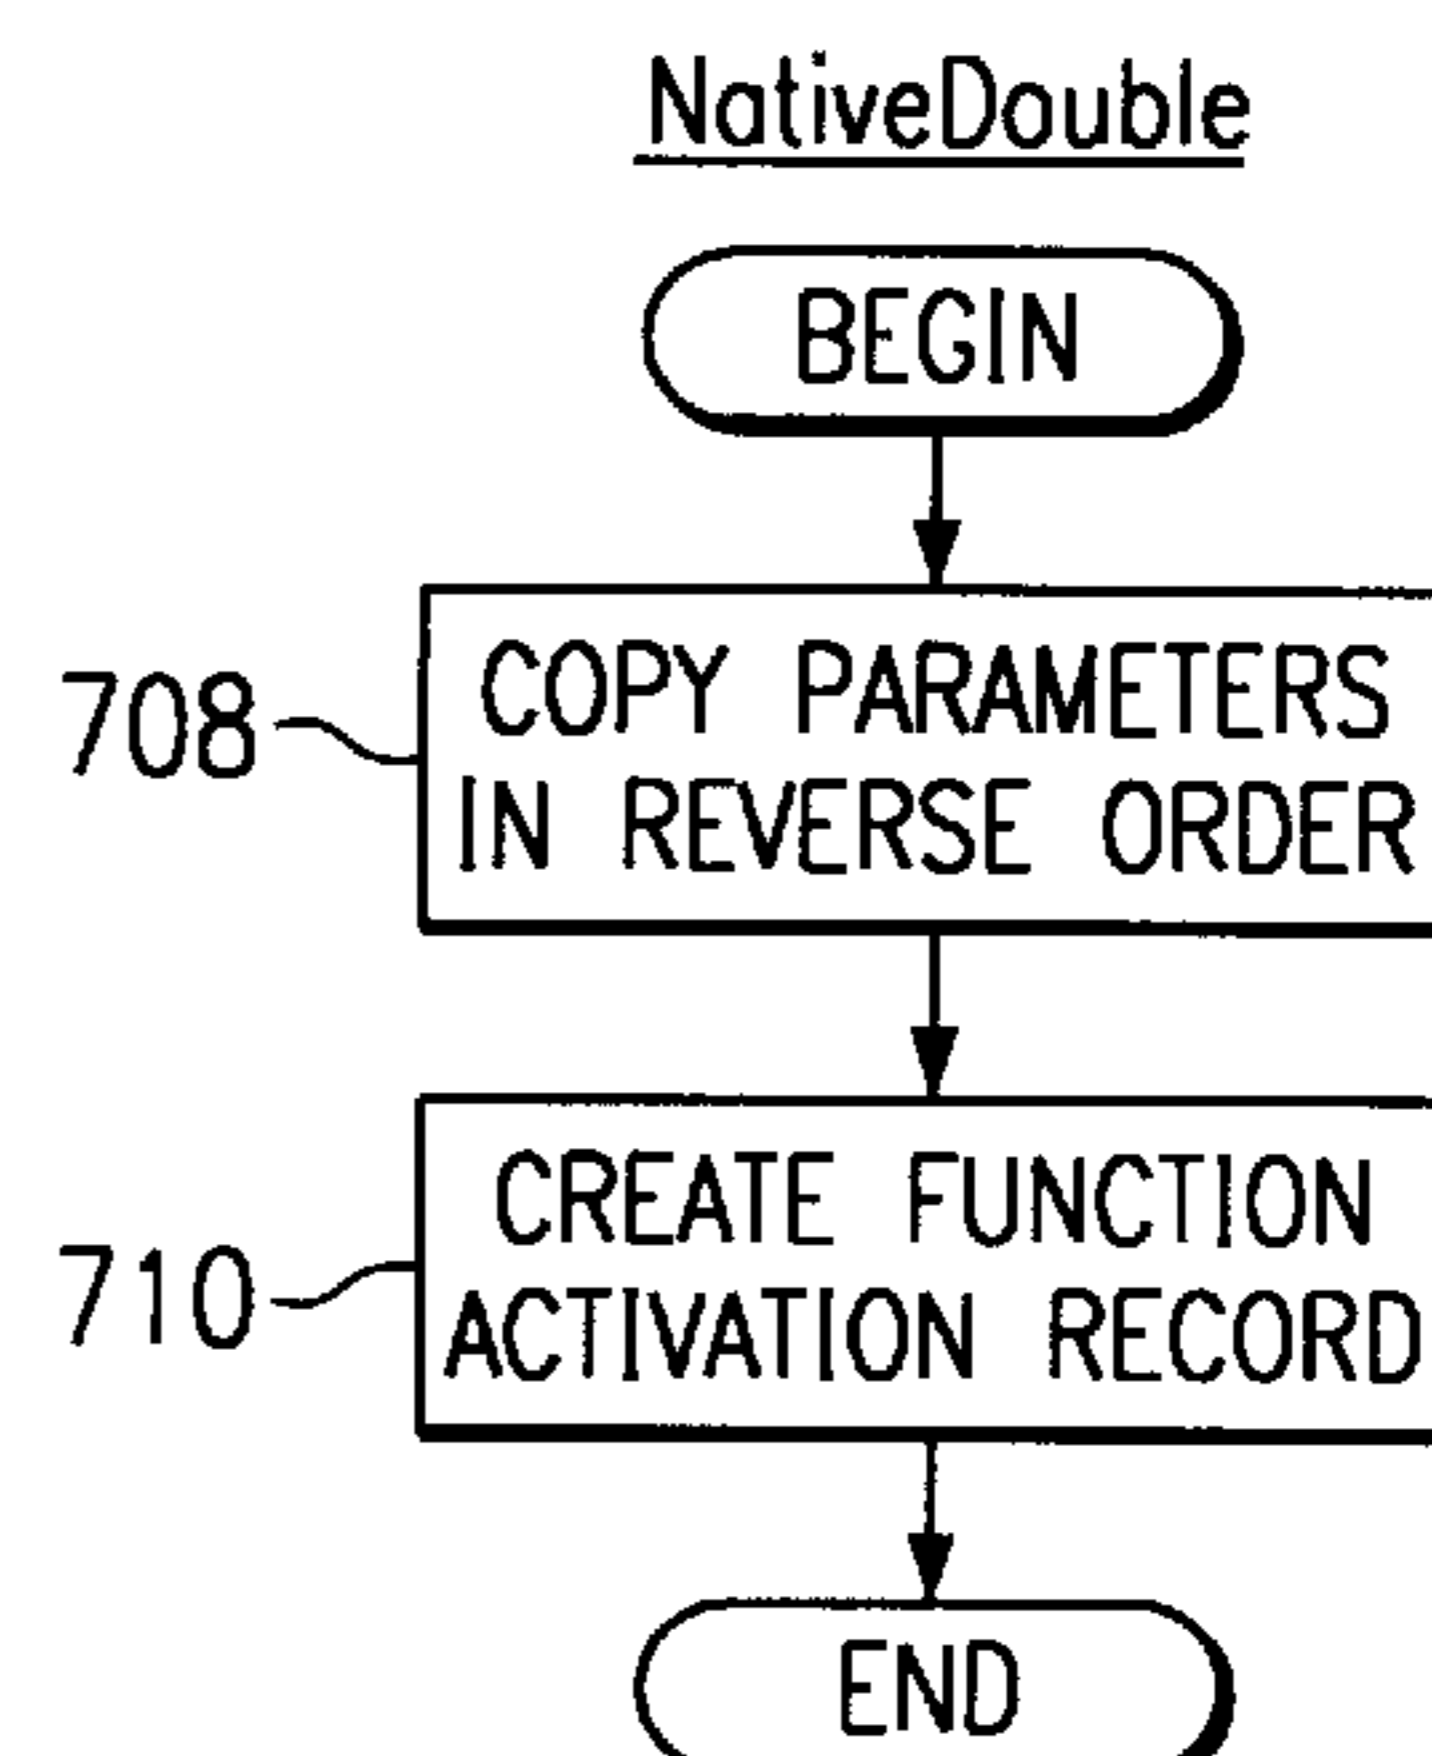 NativeDouble
BEGIN
708
COPY PARAMETERS
IN REVERSE ORDER
710
CREATE FUNCTION
ACTIVATION RECORD
END